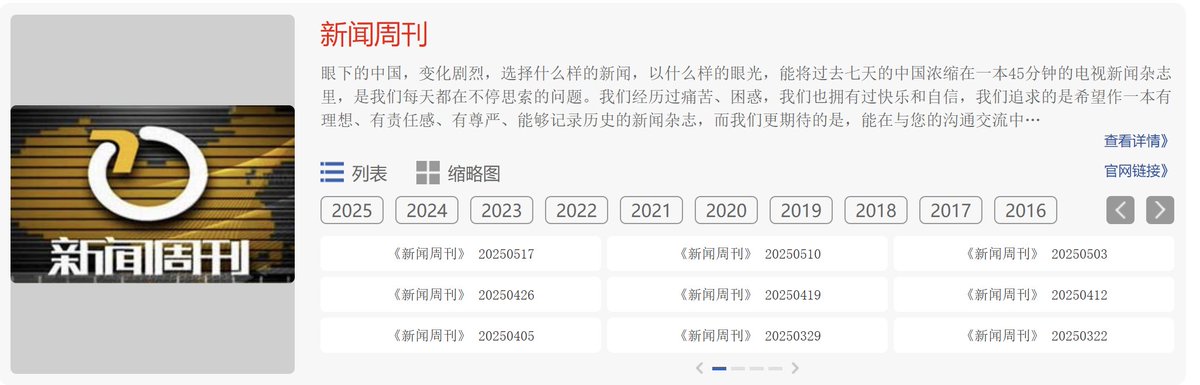 新闻周刊
眼下的中国，变化剧烈，选择什么样的新闻，以什么样的眼光，能将过去七天的中国浓缩在一本45分钟的电视新闻杂志
里，是我们每天都在不停思索的问题。我们经历过痛苦、困惑，我们也拥有过快乐和自信，我们追求的是希望作一本有
理想、有责任感、有尊严、能够记录历史的新闻杂志，而我们更期待的是，能在与您的沟通交流中…
查看详情》
官网链接》
列表 缩略图
2025 2024 2023 2022 2021 2020 2019 2018 2017 2016
《新闻周刊》 20250517 《新闻周刊》 20250510 《新闻周刊》 20250503
《新闻周刊》 20250426 《新闻周刊》 20250419 《新闻周刊》 20250412
《新闻周刊》 20250405 《新闻周刊》 20250329 《新闻周刊》 20250322
新闻周刊